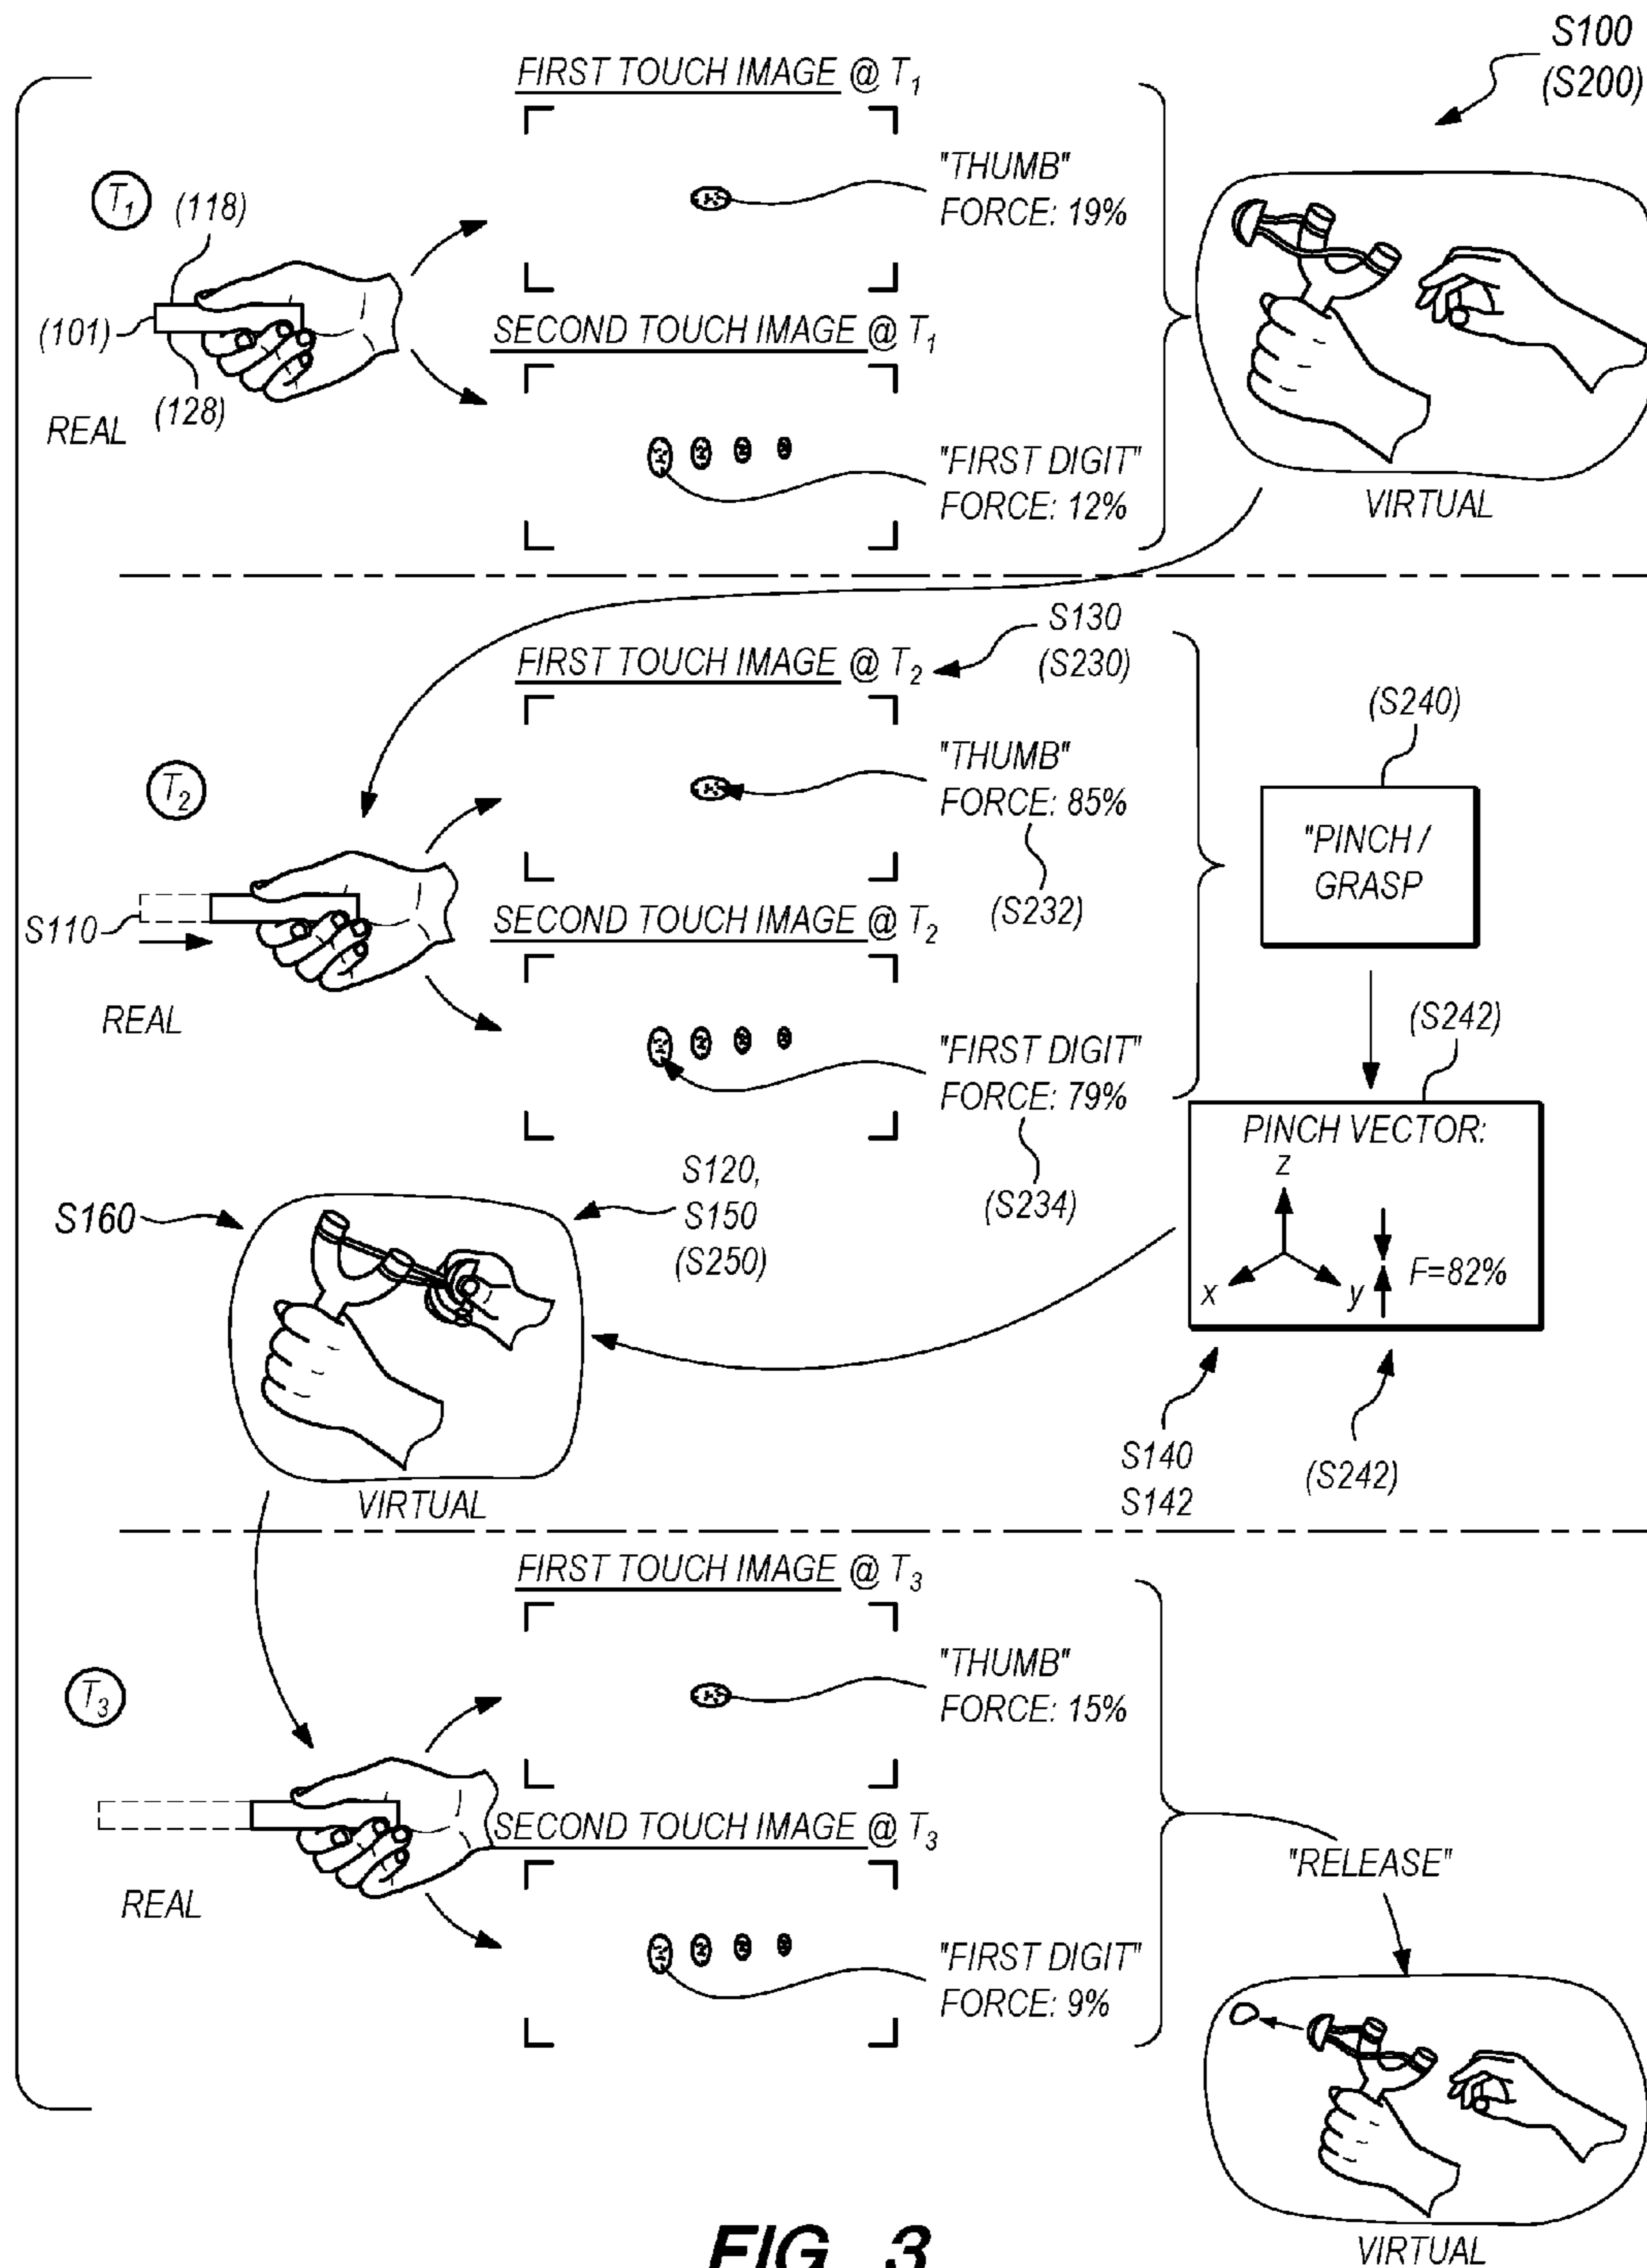 S100
(S200)
FIRST TOUCH IMAGE @ T1
T1
(118)
(101)
(128)
REAL
"THUMB"
FORCE: 19%
SECOND TOUCH IMAGE @ T1
"FIRST DIGIT"
FORCE: 12%
VIRTUAL
S130
(S230)
FIRST TOUCH IMAGE @ T2
T2
S110
REAL
"THUMB"
FORCE: 85%
(S232)
SECOND TOUCH IMAGE @ T2
"FIRST DIGIT"
FORCE: 79%
(S234)
(S240)
"PINCH /
GRASP
(S242)
PINCH VECTOR:
z
x
y
F=82%
S140
S142
(S242)
S120,
S150
(S250)
S160
VIRTUAL
FIRST TOUCH IMAGE @ T3
T3
REAL
"THUMB"
FORCE: 15%
SECOND TOUCH IMAGE @ T3
"FIRST DIGIT"
FORCE: 9%
"RELEASE"
VIRTUAL
FIG. 3